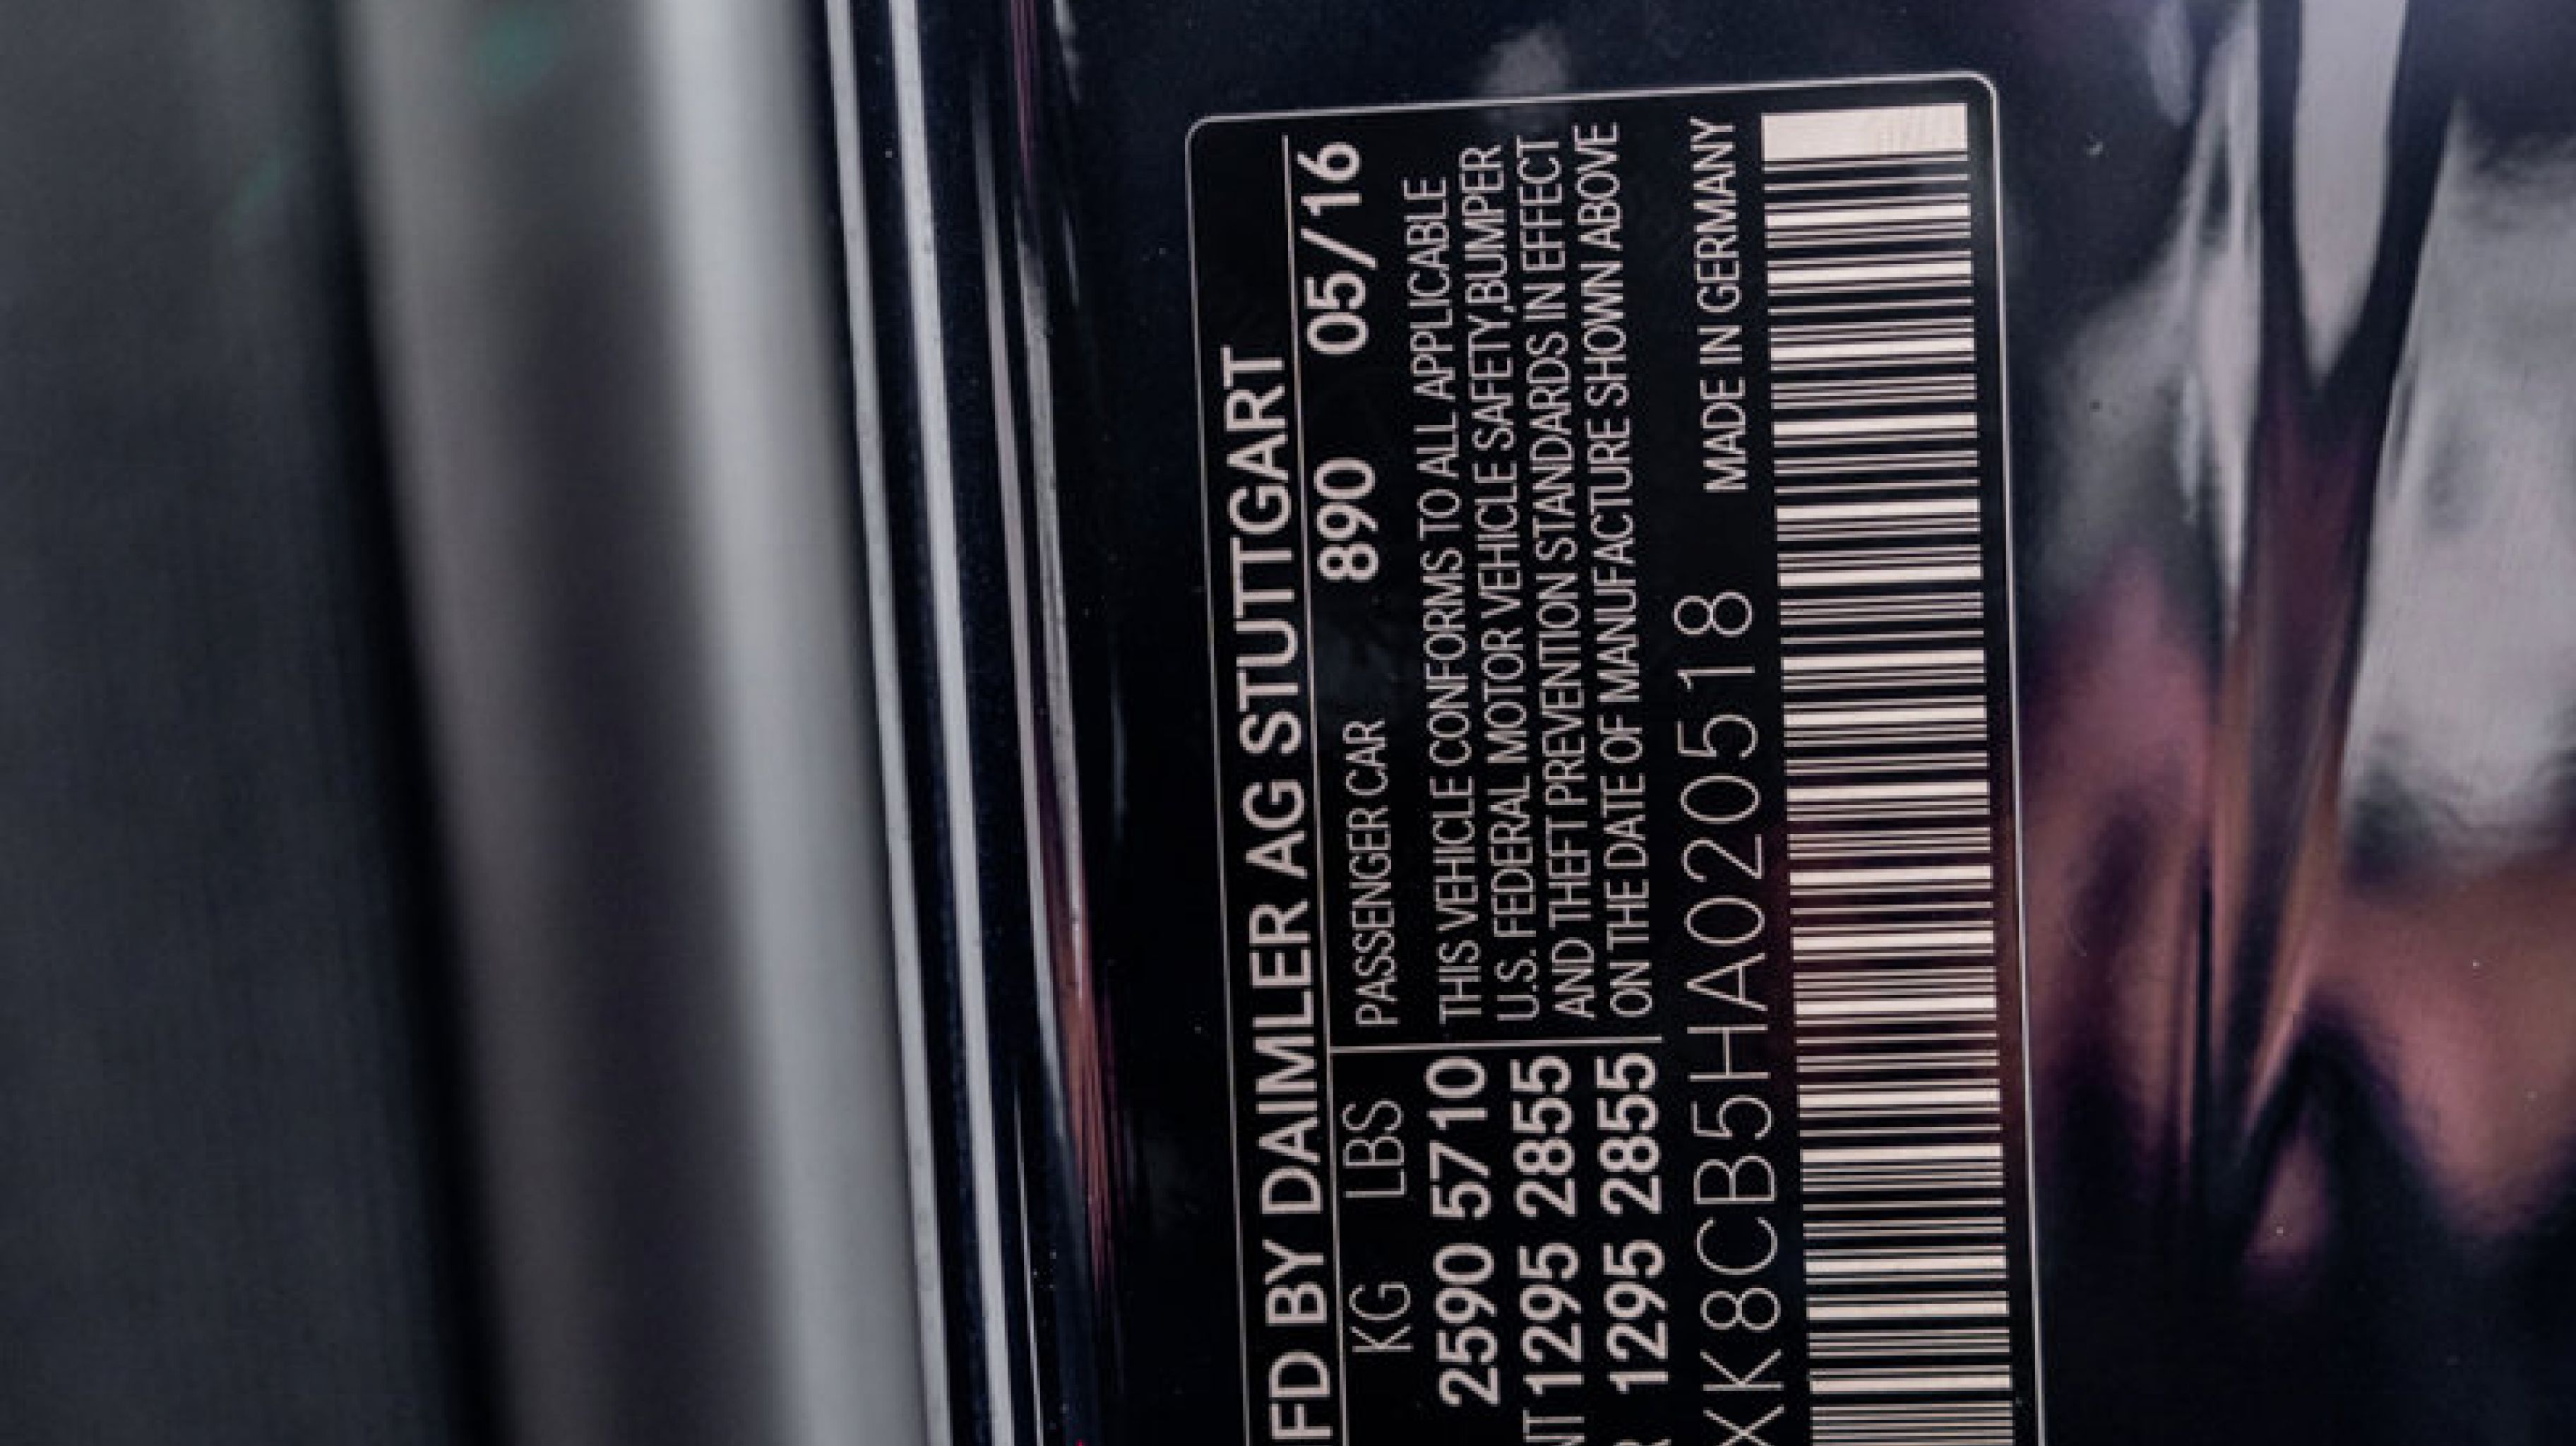 FD BY DAIMLER AG STUTTGART
KG LBS PASSENGER CAR 890 05/16
2590 5710
NT 1295 2855
R 1295 2855
THIS VEHICLE CONFORMS TO ALL APPLICABLE
U.S. FEDERAL MOTOR VEHICLE SAFETY,BUMPER
AND THEFT PREVENTION STANDARDS IN EFFECT
ON THE DATE OF MANUFACTURE SHOWN ABOVE
XK8CB5HA020518 MADE IN GERMANY